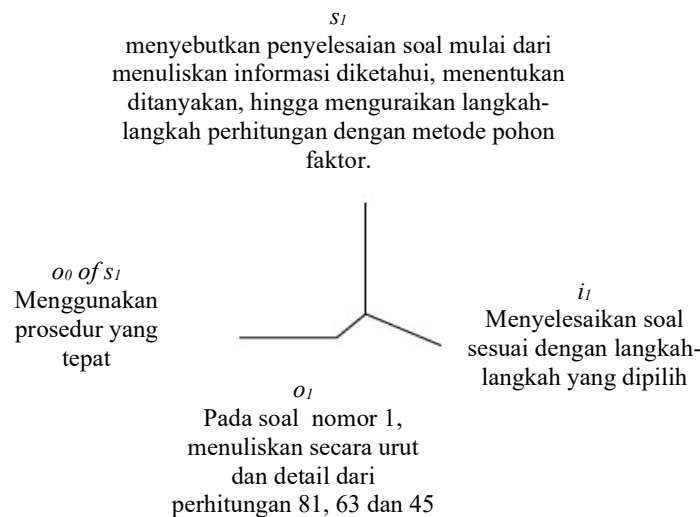 s1
menyebutkan penyelesaian soal mulai dari
menuliskan informasi diketahui, menentukan
ditanyakan, hingga menguraikan langkah-
langkah perhitungan dengan metode pohon
faktor.
o0 of s1
Menggunakan
prosedur yang
tepat
i1
Menyelesaikan soal
sesuai dengan langkah-
langkah yang dipilih
o1
Pada soal nomor 1,
menuliskan secara urut
dan detail dari
perhitungan 81, 63 dan 45